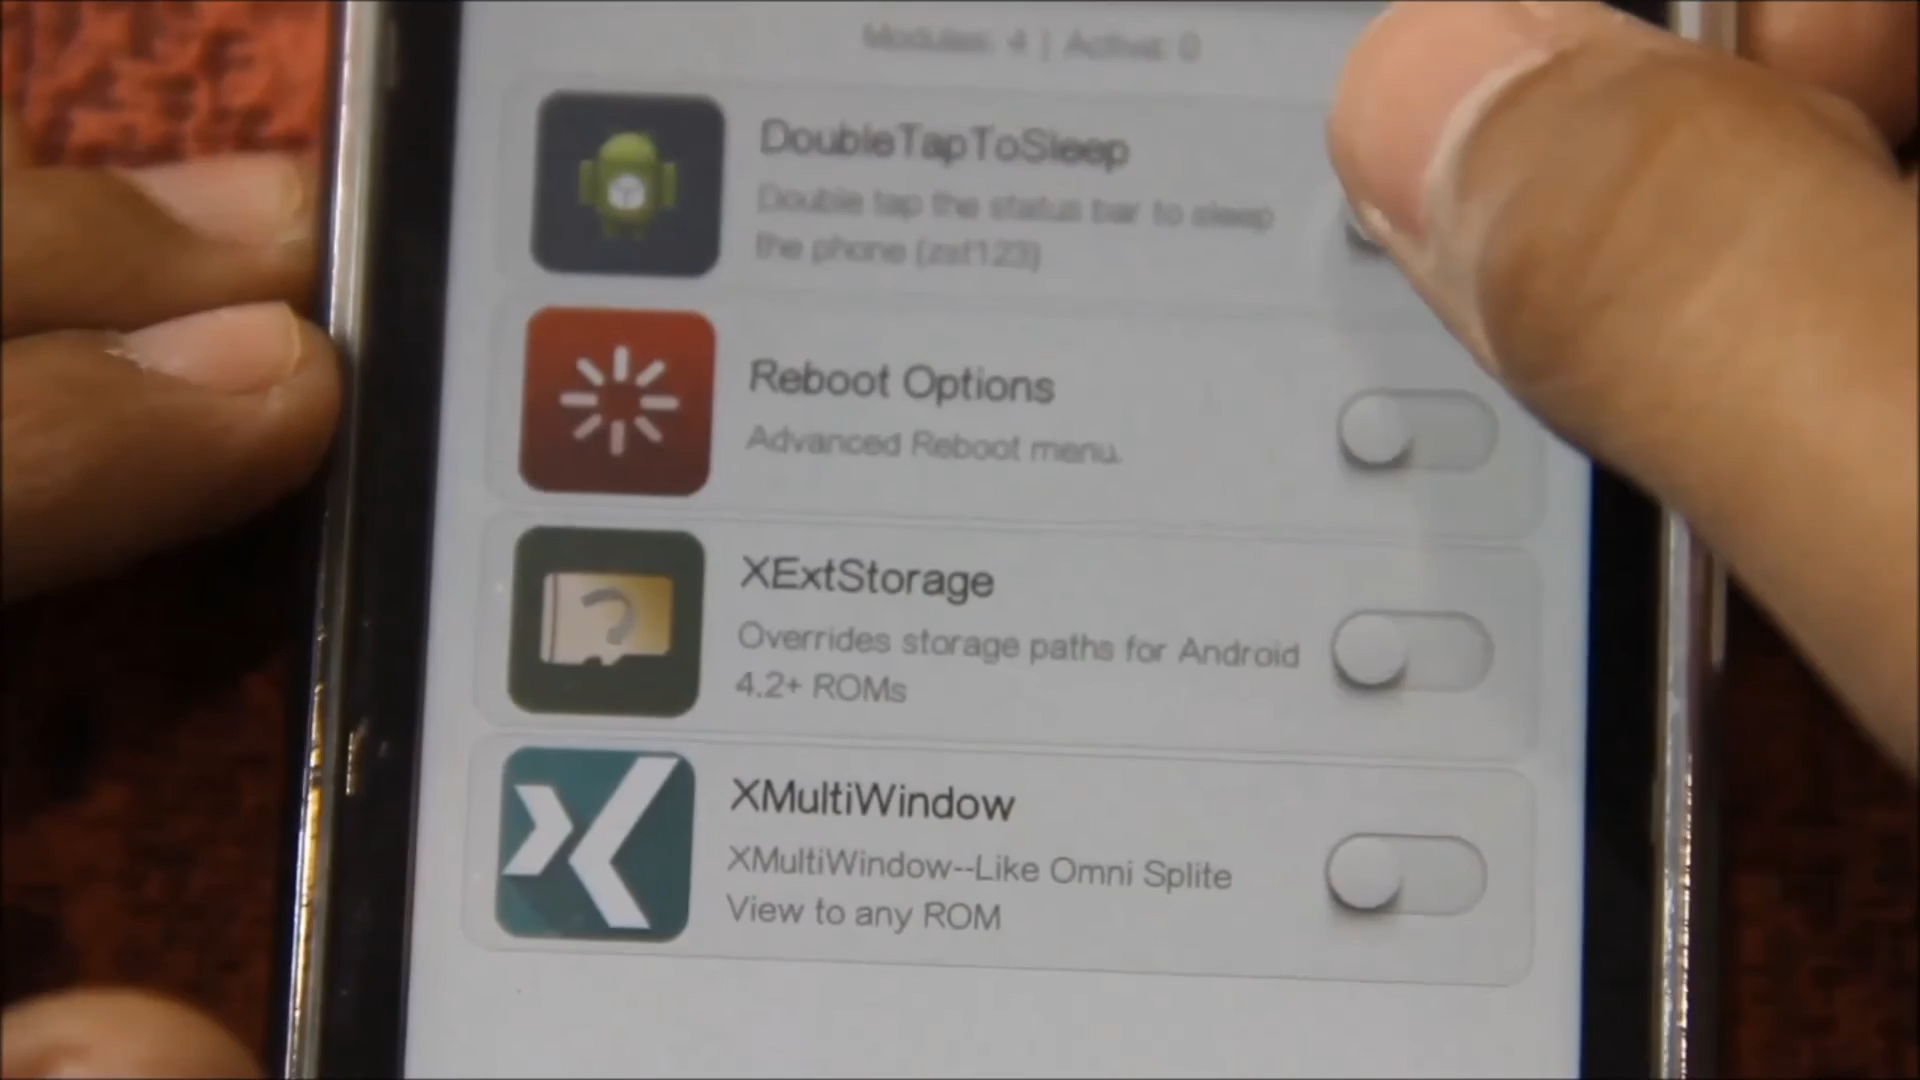 Modules: 4 | Active: 0
DoubleTapToSleep
Double tap the status bar to sleep
the phone (zst123)
Reboot Options
Advanced Reboot menu.
XExtStorage
Overrides storage paths for Android
4.2+ ROMs
XMultiWindow
XMultiWindow--Like Omni Splite
View to any ROM